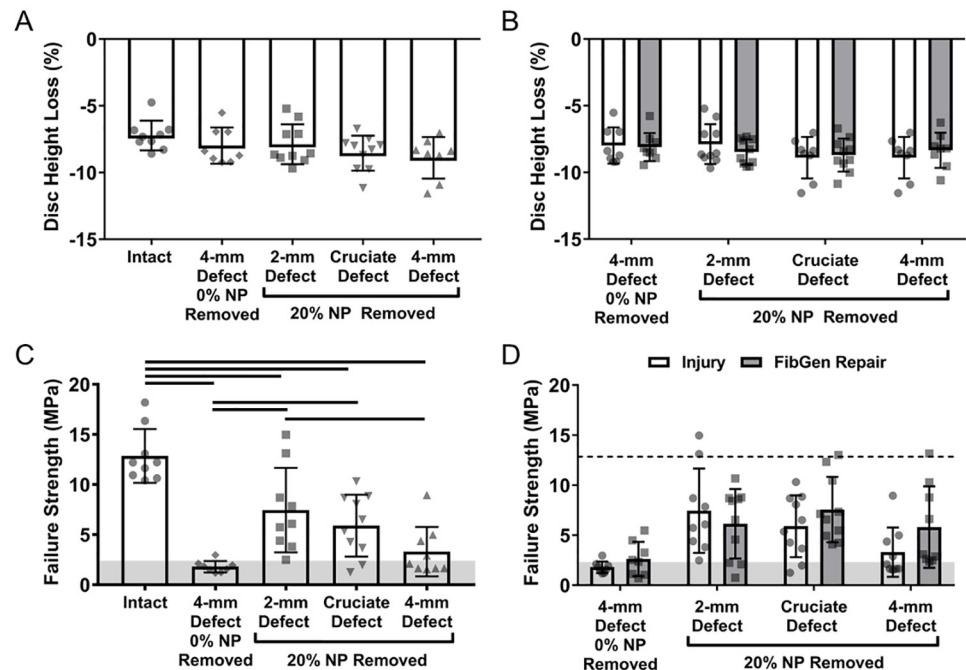 A
Disc Height Loss (%)
0
-5
-10
-15
Intact
4-mm
Defect
0% NP
Removed
2-mm
Defect
Cruciate
Defect
4-mm
Defect
20% NP Removed
B
Disc Height Loss (%)
0
-5
-10
-15
4-mm
Defect
0% NP
Removed
2-mm
Defect
Cruciate
Defect
4-mm
Defect
20% NP Removed
C
Failure Strength (MPa)
20
15
10
5
0
Intact
4-mm
Defect
0% NP
Removed
2-mm
Defect
Cruciate
Defect
4-mm
Defect
20% NP Removed
D
Injury
FibGen Repair
Failure Strength (MPa)
20
15
10
5
0
4-mm
Defect
0% NP
Removed
2-mm
Defect
Cruciate
Defect
4-mm
Defect
20% NP Removed